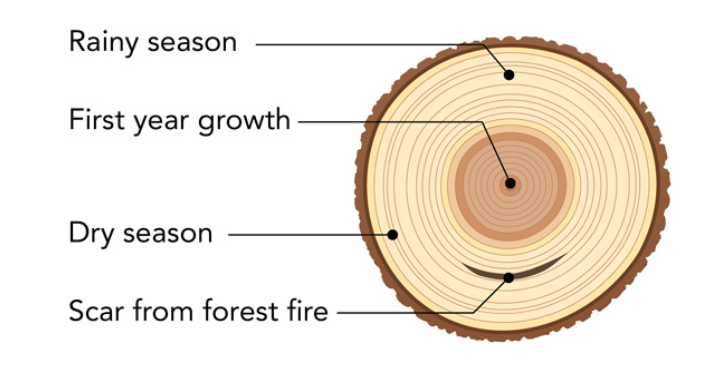 Rainy season
First year growth
Dry season
Scar from forest fire